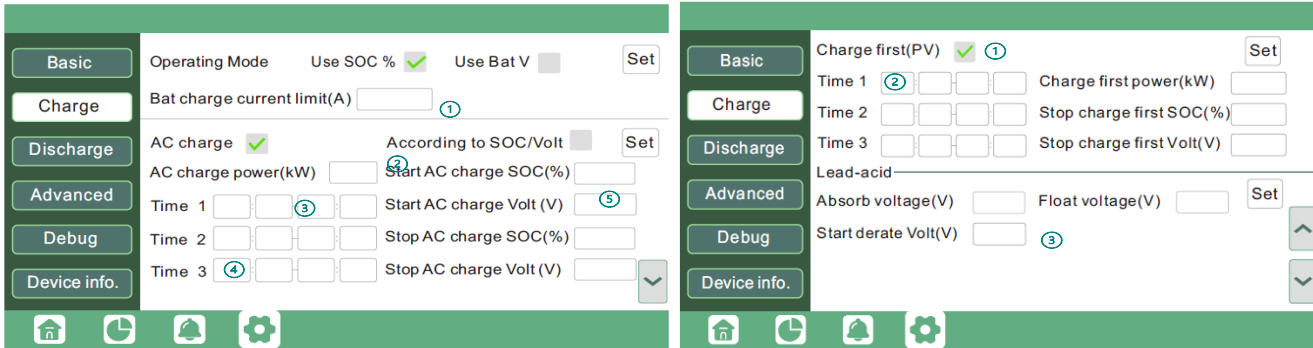 Basic
Charge
Discharge
Advanced
Debug
Device info.
Operating Mode Use SOC % Use Bat V Set
Bat charge current limit(A) ①
AC charge According to SOC/Volt Set
AC charge power(kW) ② Start AC charge SOC(%)
Time 1 : ③ : Start AC charge Volt (V) ⑤
Time 2 : - : Stop AC charge SOC(%)
Time 3 ④ : - : Stop AC charge Volt (V)
Basic
Charge
Discharge
Advanced
Debug
Device info.
Charge first(PV) ① Set
Time 1 ② : - : Charge first power(kW)
Time 2 : - : Stop charge first SOC(%)
Time 3 : - : Stop charge first Volt(V)
Lead-acid
Absorb voltage(V) Float voltage(V) Set
Start derate Volt(V) ③